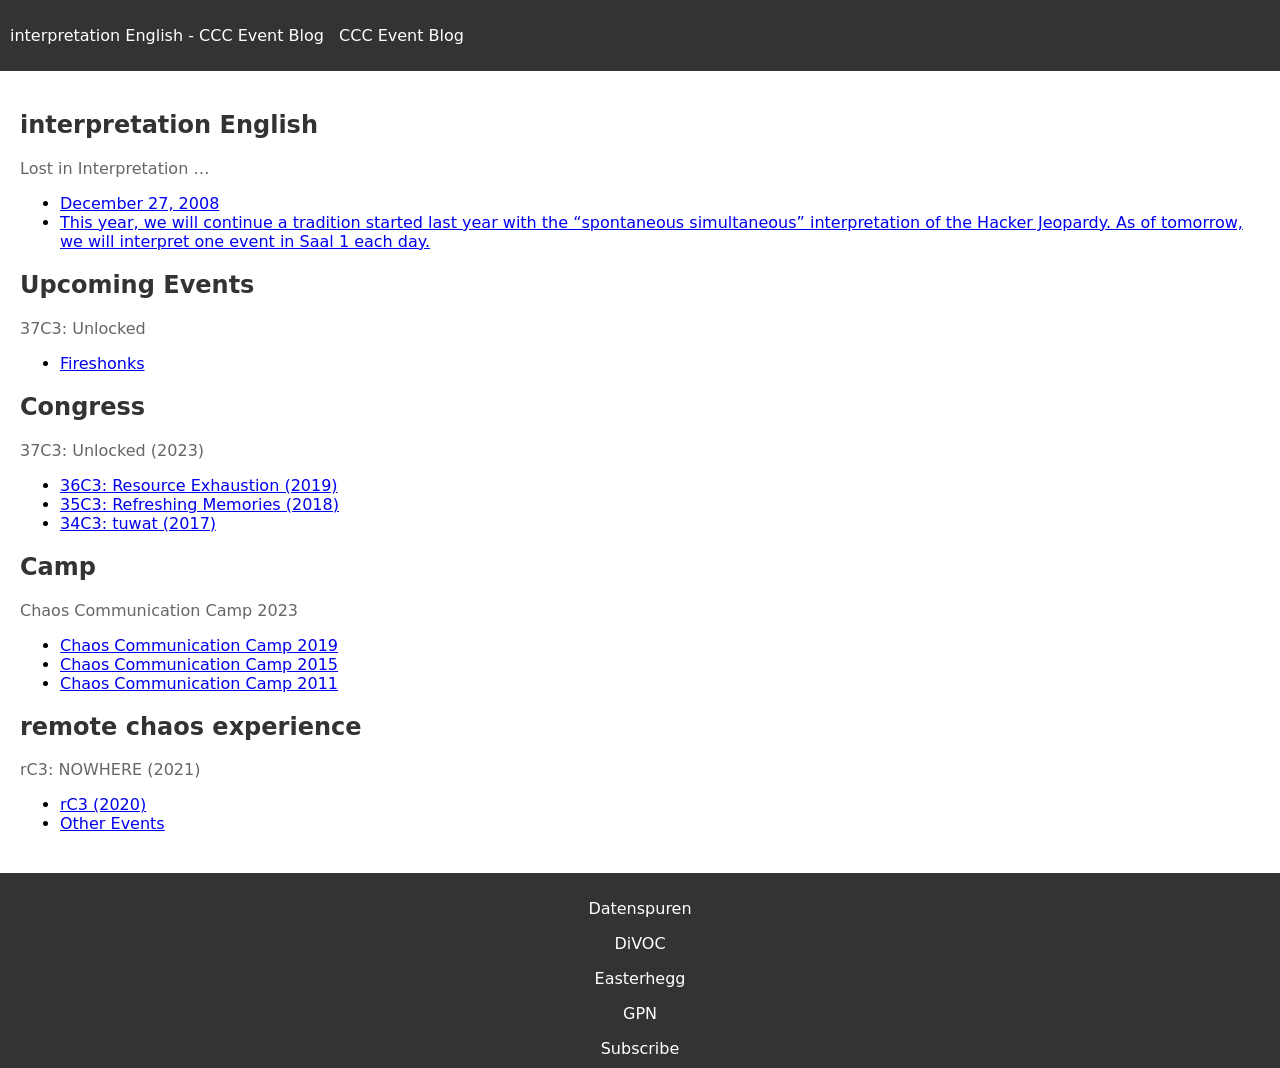 interpretation English - CCC Event Blog CCC Event Blog
interpretation English
Lost in Interpretation …
December 27, 2008
This year, we will continue a tradition started last year with the “spontaneous simultaneous” interpretation of the Hacker Jeopardy. As of tomorrow,
we will interpret one event in Saal 1 each day.
Upcoming Events
37C3: Unlocked
Fireshonks
Congress
37C3: Unlocked (2023)
36C3: Resource Exhaustion (2019)
35C3: Refreshing Memories (2018)
34C3: tuwat (2017)
Camp
Chaos Communication Camp 2023
Chaos Communication Camp 2019
Chaos Communication Camp 2015
Chaos Communication Camp 2011
remote chaos experience
rC3: NOWHERE (2021)
rC3 (2020)
Other Events
Datenspuren
DiVOC
Easterhegg
GPN
Subscribe